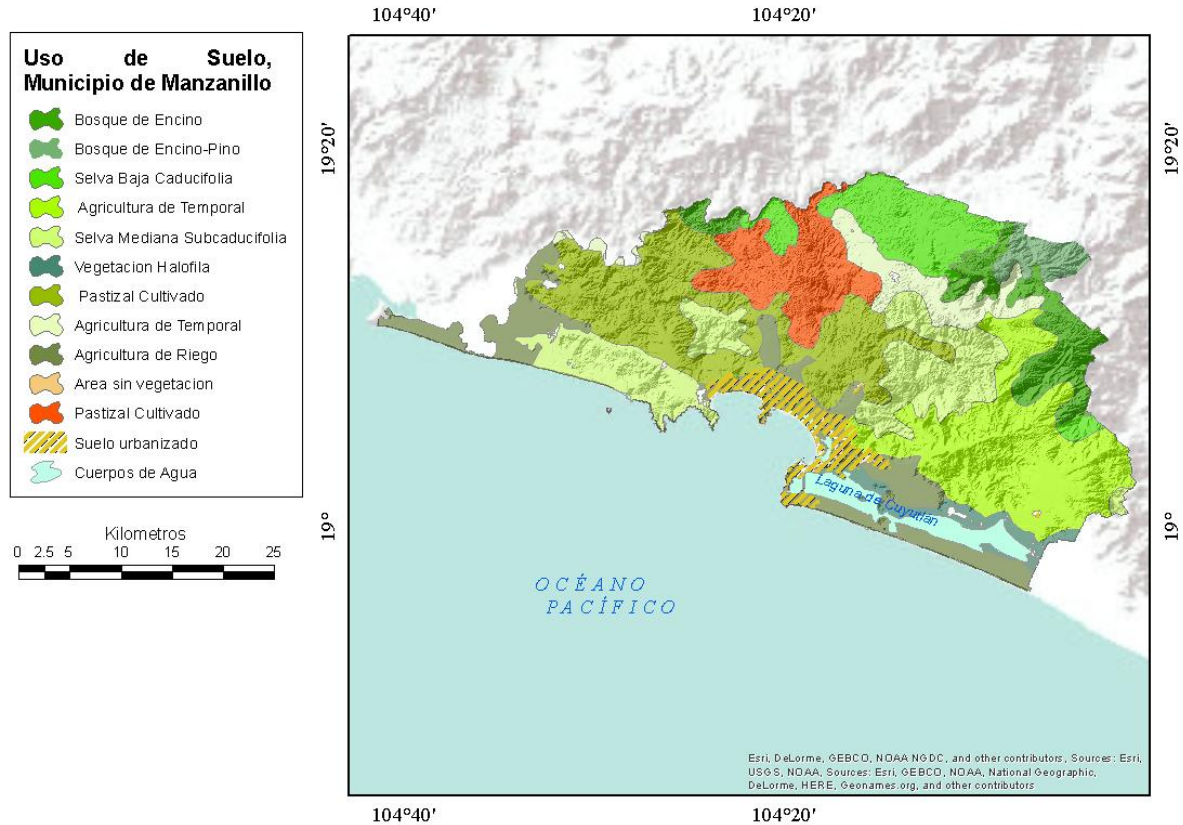 Uso de Suelo,
Municipio de Manzanillo
Bosque de Encino
Bosque de Encino-Pino
Selva Baja Caducifolia
Agricultura de Temporal
Selva Mediana Subcaducifolia
Vegetacion Halofila
Pastizal Cultivado
Agricultura de Temporal
Agricultura de Riego
Area sin vegetacion
Pastizal Cultivado
Suelo urbanizado
Cuerpos de Agua
Kilometros
0 2.5 5 10 15 20 25
104°40' 104°20'
19°20' 19°20'
Laguna de Cuyutlán
19° 19°
OCÉANO
PACÍFICO
Esri, DeLorme, GEBCO, NOAA NGDC, and other contributors, Sources: Esri,
USGS, NOAA, Sources: Esri, GEBCO, NOAA, National Geographic,
DeLorme, HERE, Geonames.org, and other contributors
104°40' 104°20'